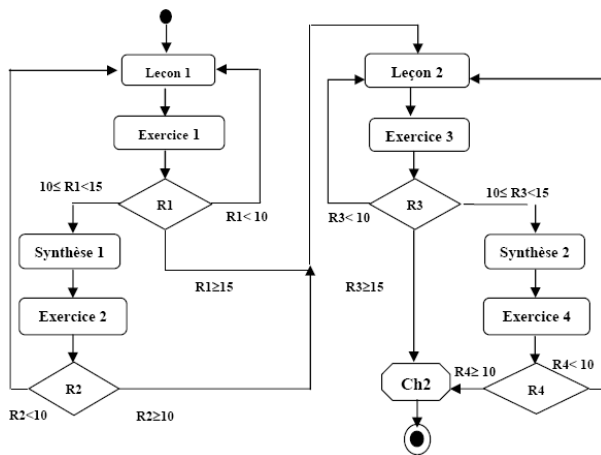 Leçon 1
Exercice 1
10≤ R1<15
R1
R1< 10
Synthèse 1
R1≥15
Exercice 2
R2
R2<10
R2≥10
Leçon 2
Exercice 3
R3
R3< 10
10≤ R3<15
Synthèse 2
R3≥15
Exercice 4
Ch2
R4≥ 10
R4< 10
R4